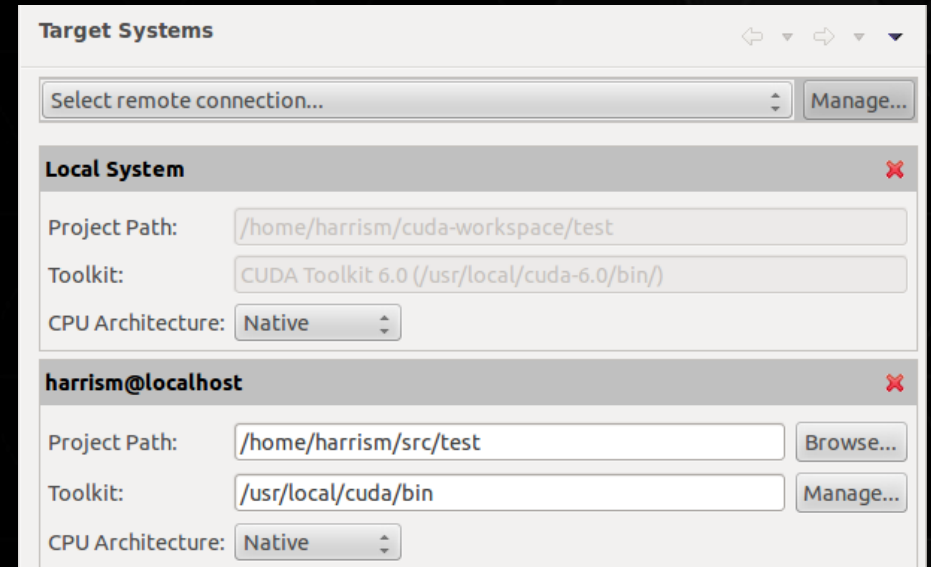 Target Systems
Select remote connection... Manage...
Local System
Project Path: /home/harrism/cuda-workspace/test
Toolkit: CUDA Toolkit 6.0 (/usr/local/cuda-6.0/bin/)
CPU Architecture: Native
harrism@localhost
Project Path: /home/harrism/src/test Browse...
Toolkit: /usr/local/cuda/bin Manage...
CPU Architecture: Native